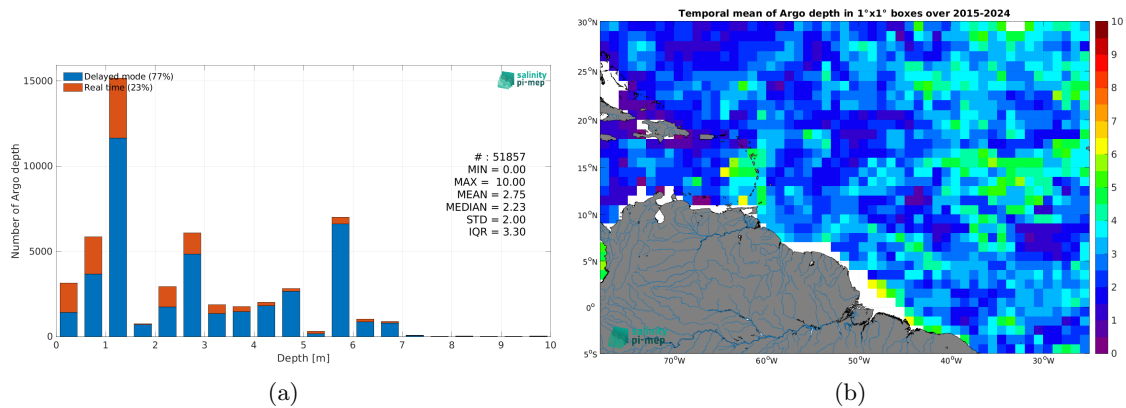 Delayed mode (77%)
Real time (23%)
salinity
pi-mep
# : 51857
MIN = 0.00
MAX = 10.00
MEAN = 2.75
MEDIAN = 2.23
STD = 2.00
IQR = 3.30
Number of Argo depth
15000
10000
5000
0
0 1 2 3 4 5 6 7 8 9 10
Depth [m]
(a)
Temporal mean of Argo depth in 1°x1° boxes over 2015-2024
30°N
25°N
20°N
15°N
10°N
5°N
0°
5°S
70°W 60°W 50°W 40°W 30°W
salinity
pi-mep
10
9
8
7
6
5
4
3
2
1
0
(b)